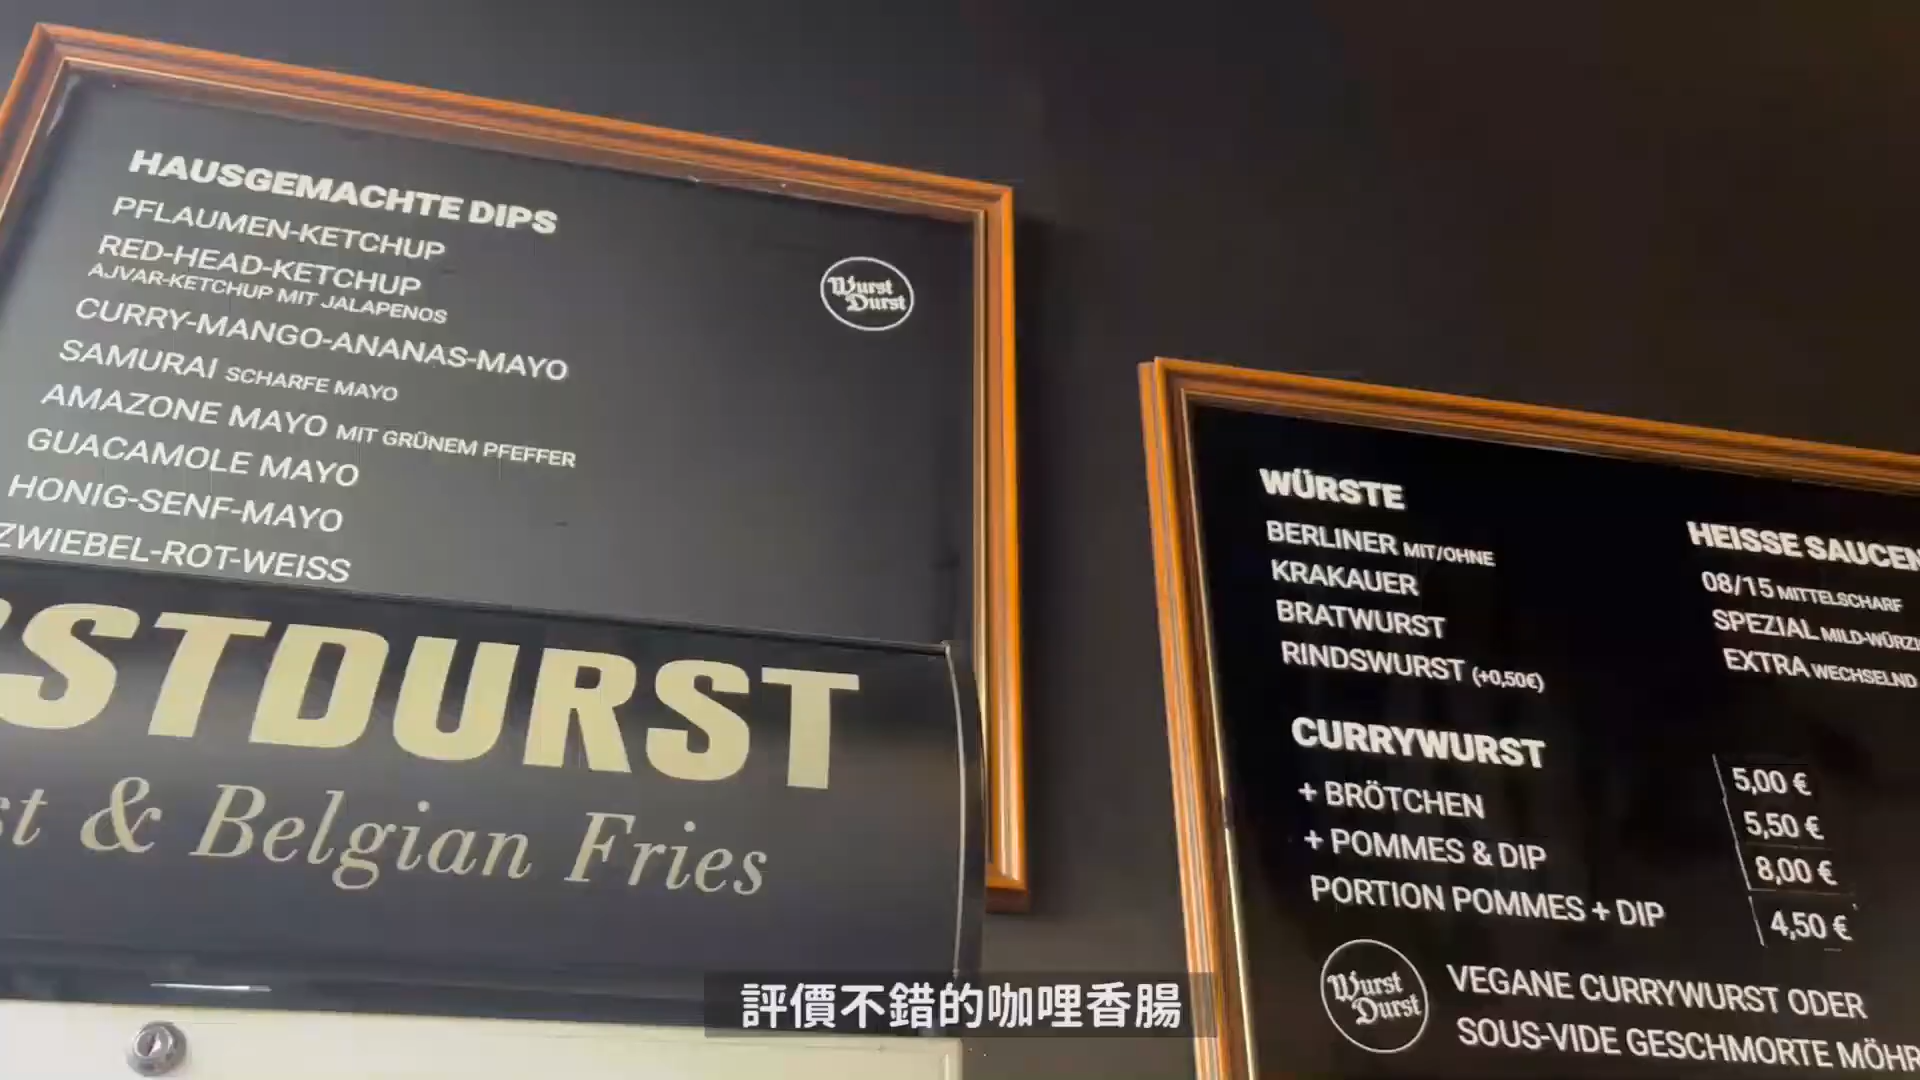 HAUSGEMACHTE DIPS
PFLAUMEN-KETCHUP
RED-HEAD-KETCHUP
AJVAR-KETCHUP MIT JALAPENOS
CURRY-MANGO-ANANAS-MAYO
SAMURAI SCHARFE MAYO
AMAZONE MAYO MIT GRÜNEM PFEFFER
GUACAMOLE MAYO
HONIG-SENF-MAYO
ZWIEBEL-ROT-WEISS
Wurst
Durst
STDURST
& Belgian Fries
WÜRSTE
BERLINER MIT/OHNE
KRAKAUER
BRATWURST
RINDSWURST (+0,50€)
HEISSE SAUCEN
08/15 MITTELSCHARF
SPEZIAL
EXTRA WECHSELND
CURRYWURST 5,00 €
+ BRÖTCHEN 5,50 €
+ POMMES & DIP 8,00 €
PORTION POMMES + DIP 4,50 €
Wurst
Durst
VEGANE CURRYWURST ODER
SOUS-VIDE GESCHMORTE
評價不錯的咖哩香腸